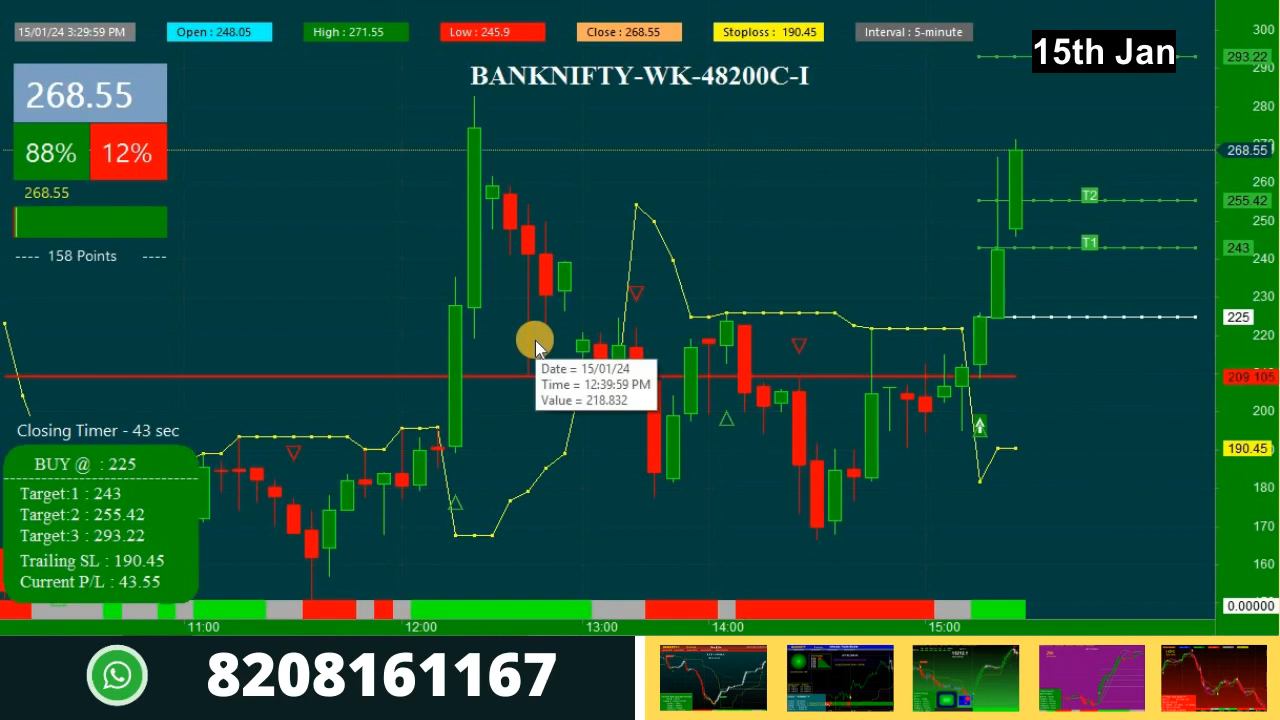 15/01/24 3:29:59 PM
Open : 248.05
High : 271.55
Low : 245.9
Close : 268.55
Stoploss : 190.45
Interval : 5-minute
15th Jan
BANKNIFTY-WK-48200C-I
268.55
88% 12%
268.55
---- 158 Points ----
T2
T1
300
293.22
290
280
268.55
260
255.42
250
243
240
230
225
220
209.105
200
190.45
180
170
160
0.00000
Date = 15/01/24
Time = 12:39:59 PM
Value = 218.832
Closing Timer - 43 sec
BUY @ : 225
Target:1 : 243
Target:2 : 255.42
Target:3 : 293.22
Trailing SL : 190.45
Current P/L : 43.55
11:00 12:00 13:00 14:00 15:00
8208161167